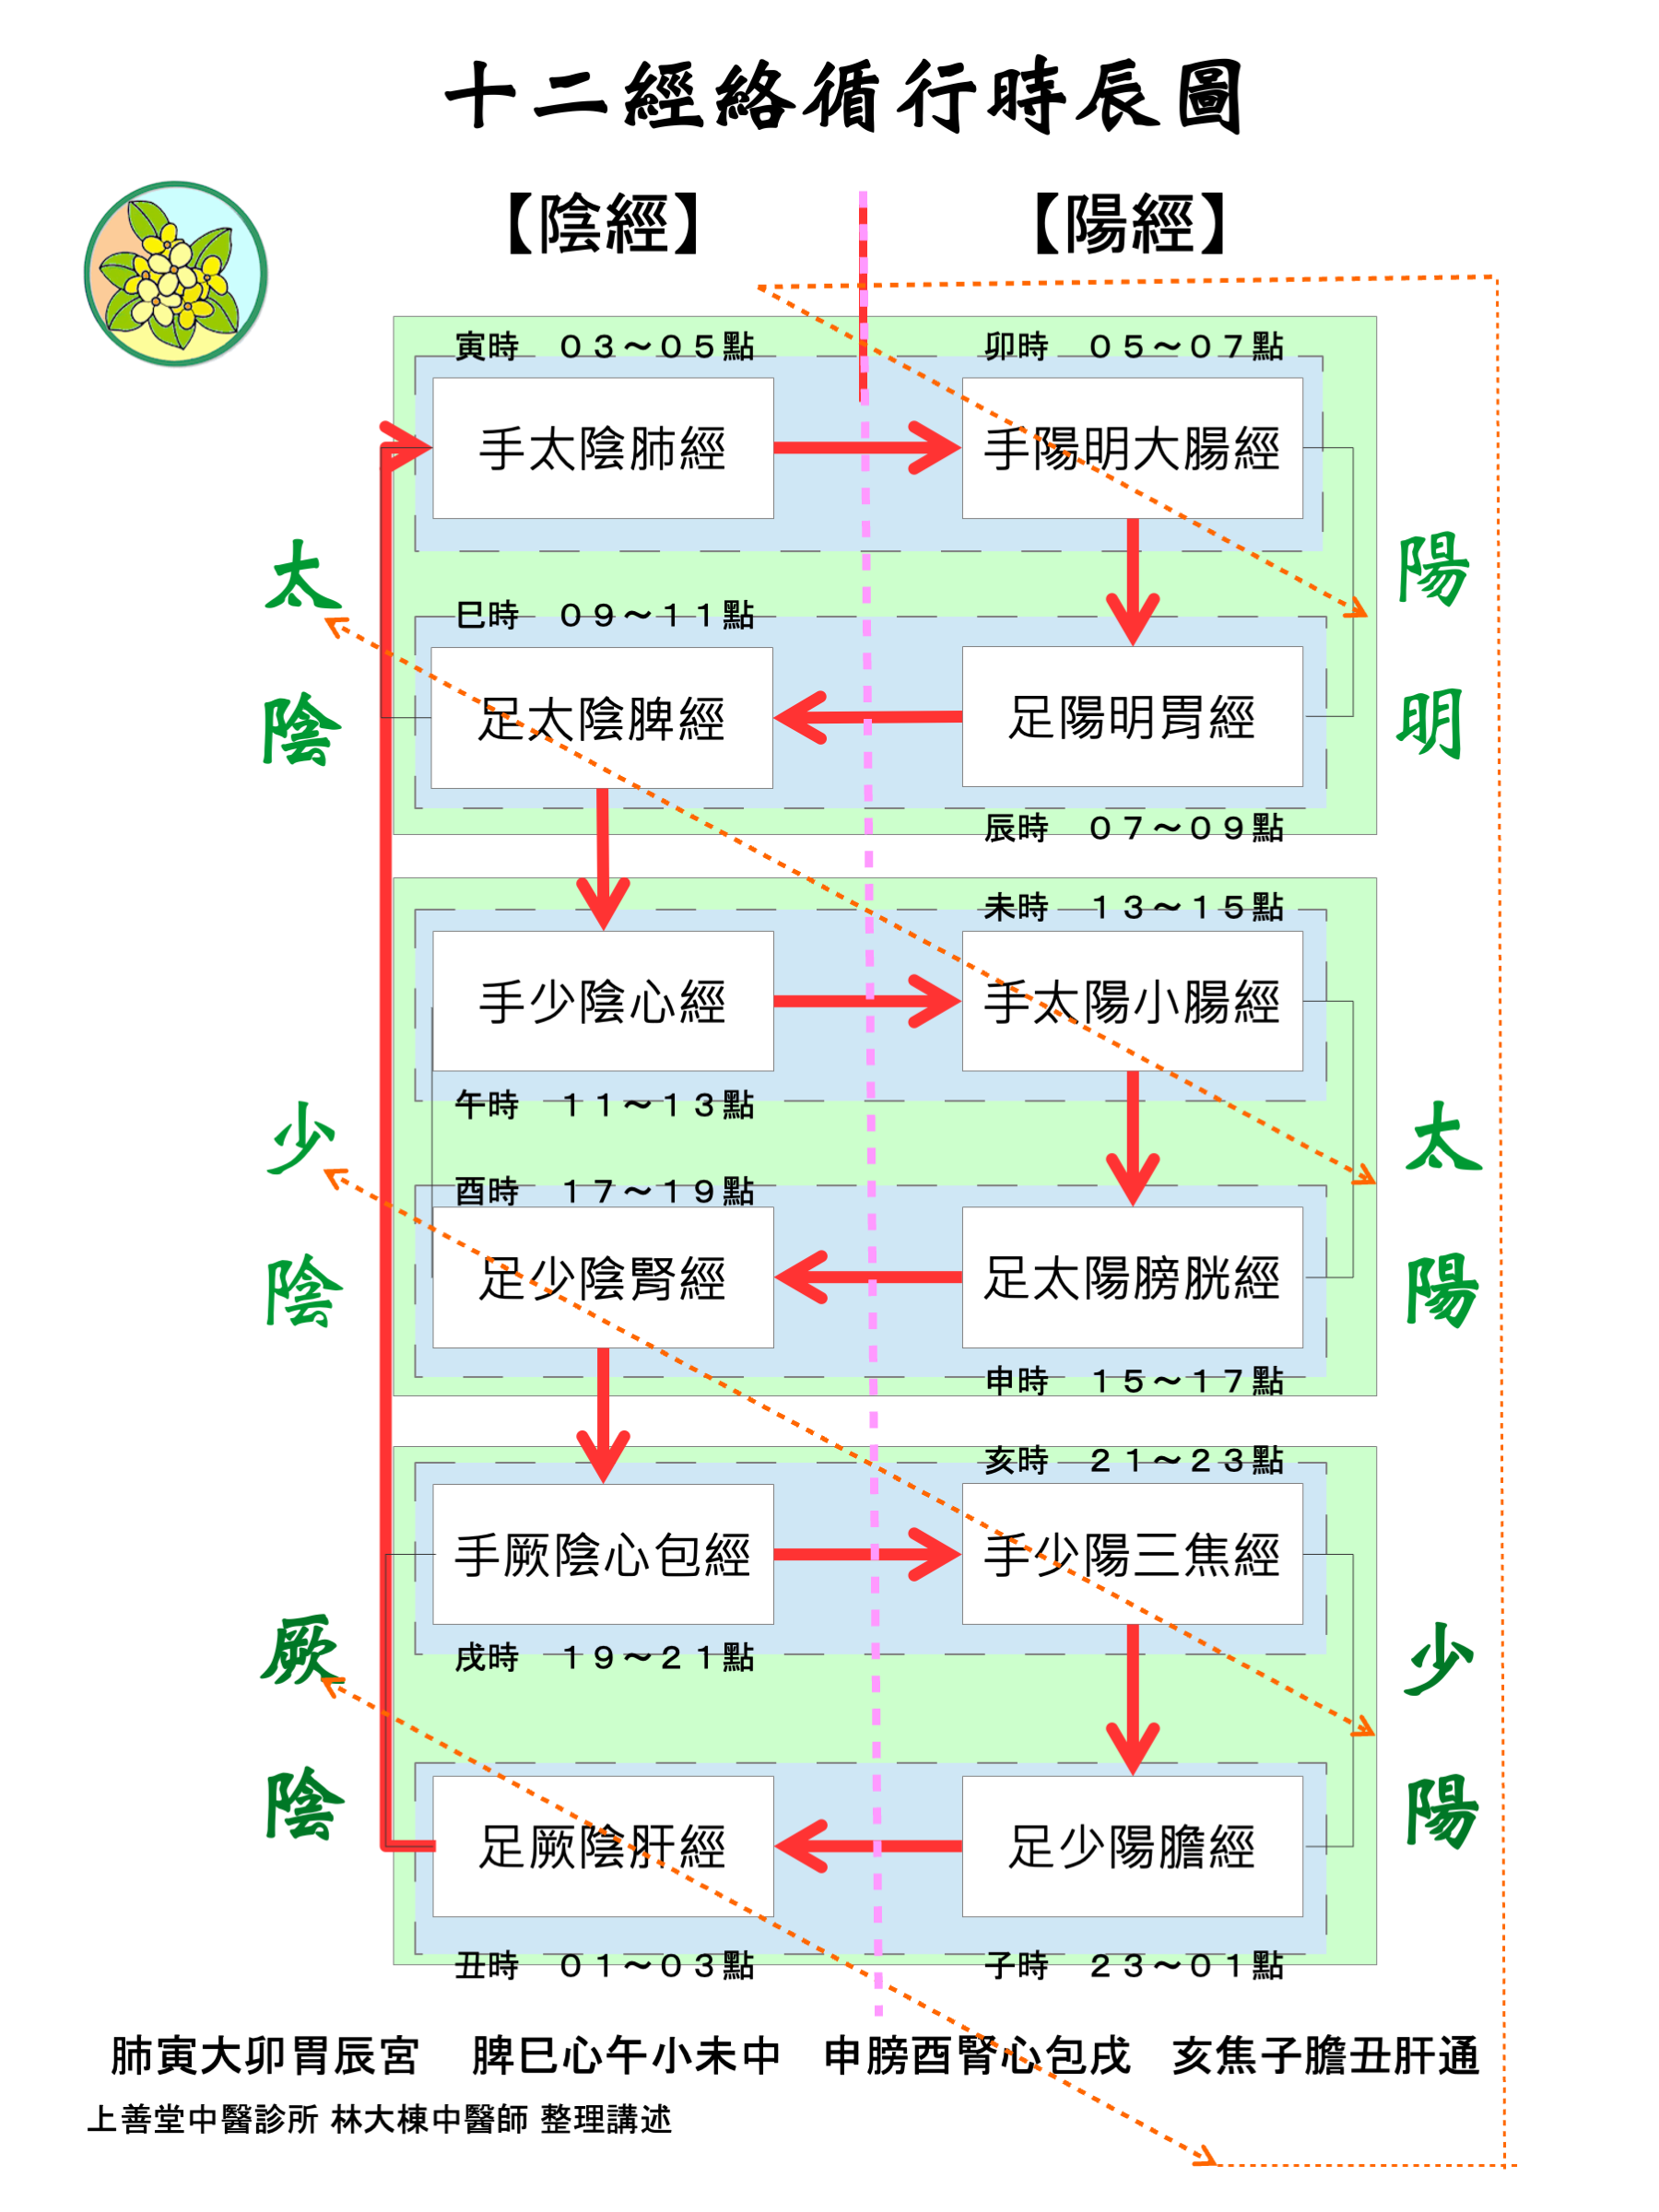 十二經絡循行時辰圖
【陰經】 【陽經】
寅時 03～05點 卯時 05～07點
手太陰肺經 手陽明大腸經
太陰 陽明
巳時 09～11點
足太陰脾經 足陽明胃經
辰時 07～09點
未時 13～15點
手少陰心經 手太陽小腸經
午時 11～13點
少陰 太陽
酉時 17～19點
足少陰腎經 足太陽膀胱經
申時 15～17點
亥時 21～23點
手厥陰心包經 手少陽三焦經
戌時 19～21點
厥陰 少陽
足厥陰肝經 足少陽膽經
丑時 01～03點 子時 23～01點
肺寅大卯胃辰宮 脾巳心午小未中 申膀酉腎心包戌 亥焦子膽丑肝通
上善堂中醫診所 林大棟中醫師 整理講述